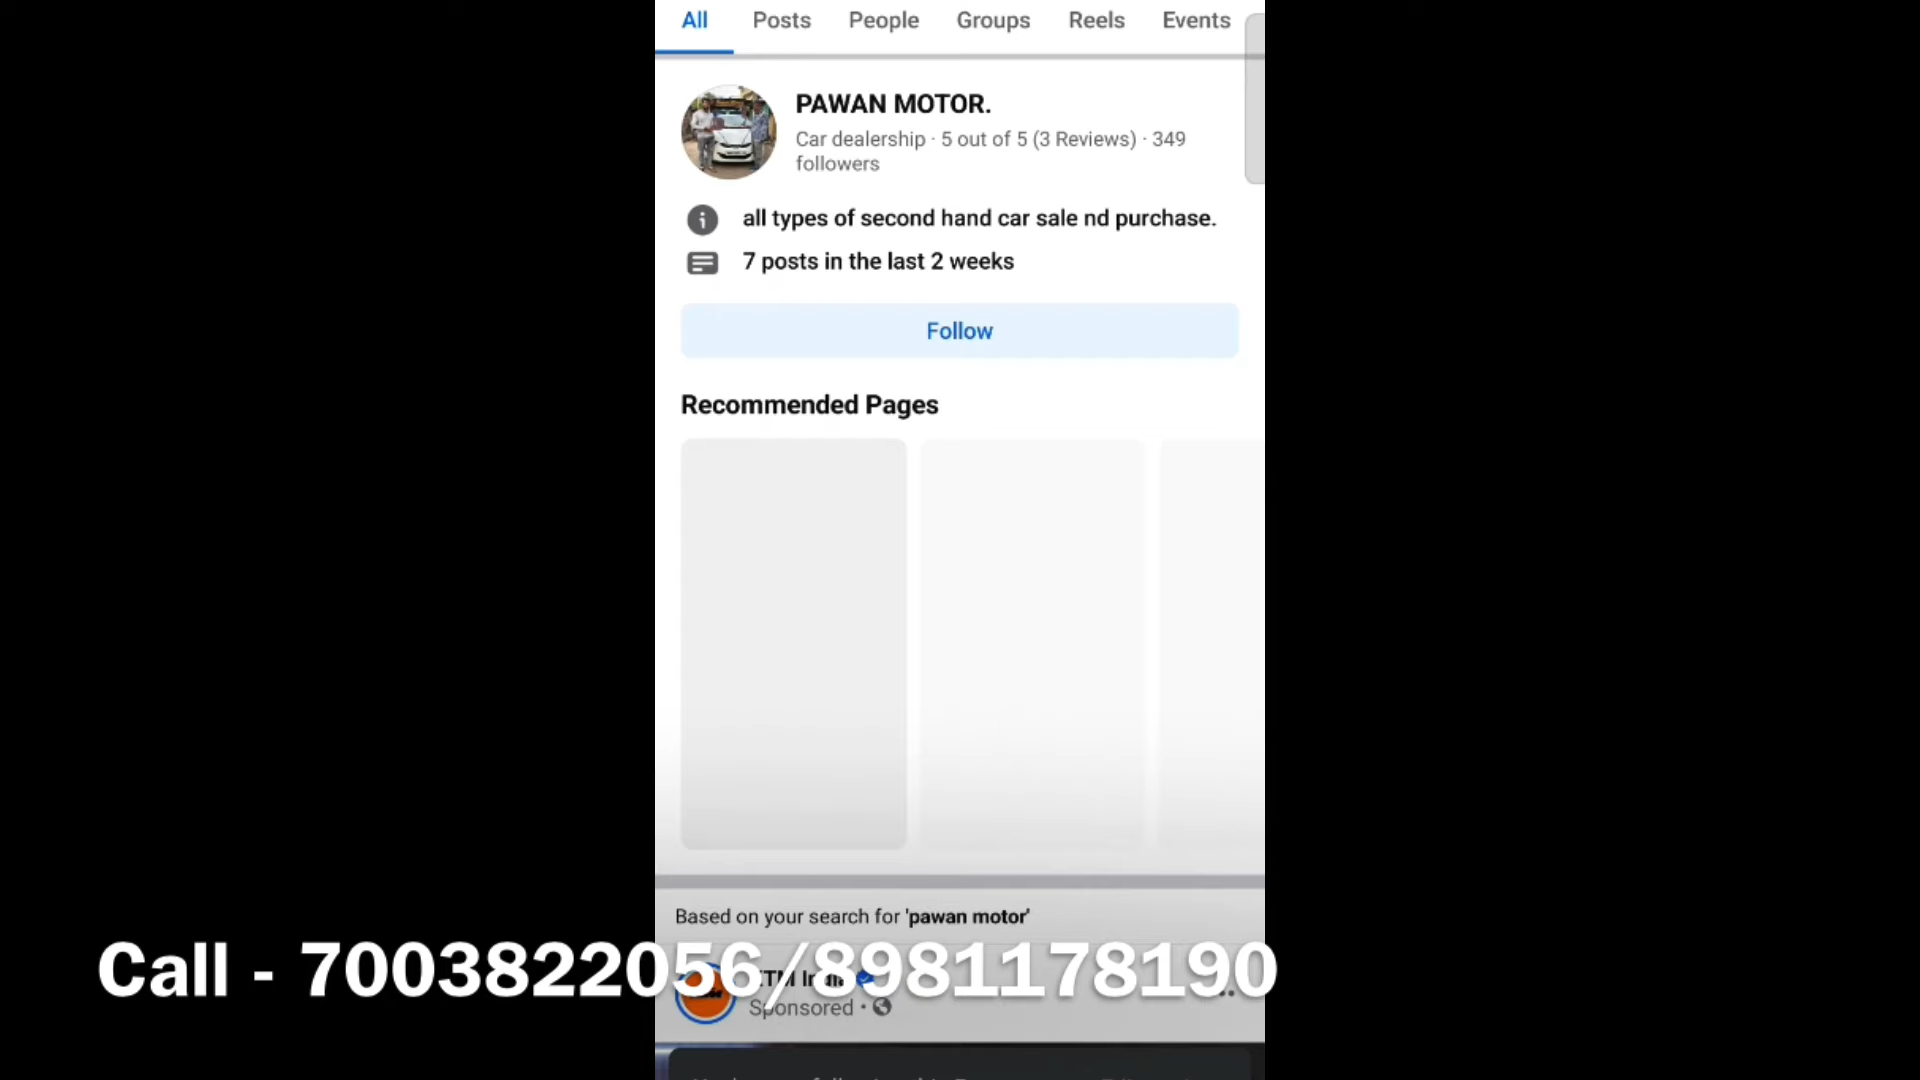 All Posts People Groups Reels Events
PAWAN MOTOR.
Car dealership · 5 out of 5 (3 Reviews) · 349
followers
all types of second hand car sale nd purchase.
7 posts in the last 2 weeks
Follow
Recommended Pages
Based on your search for 'pawan motor'
Call - 7003822056/8981178190
Sponsored ·